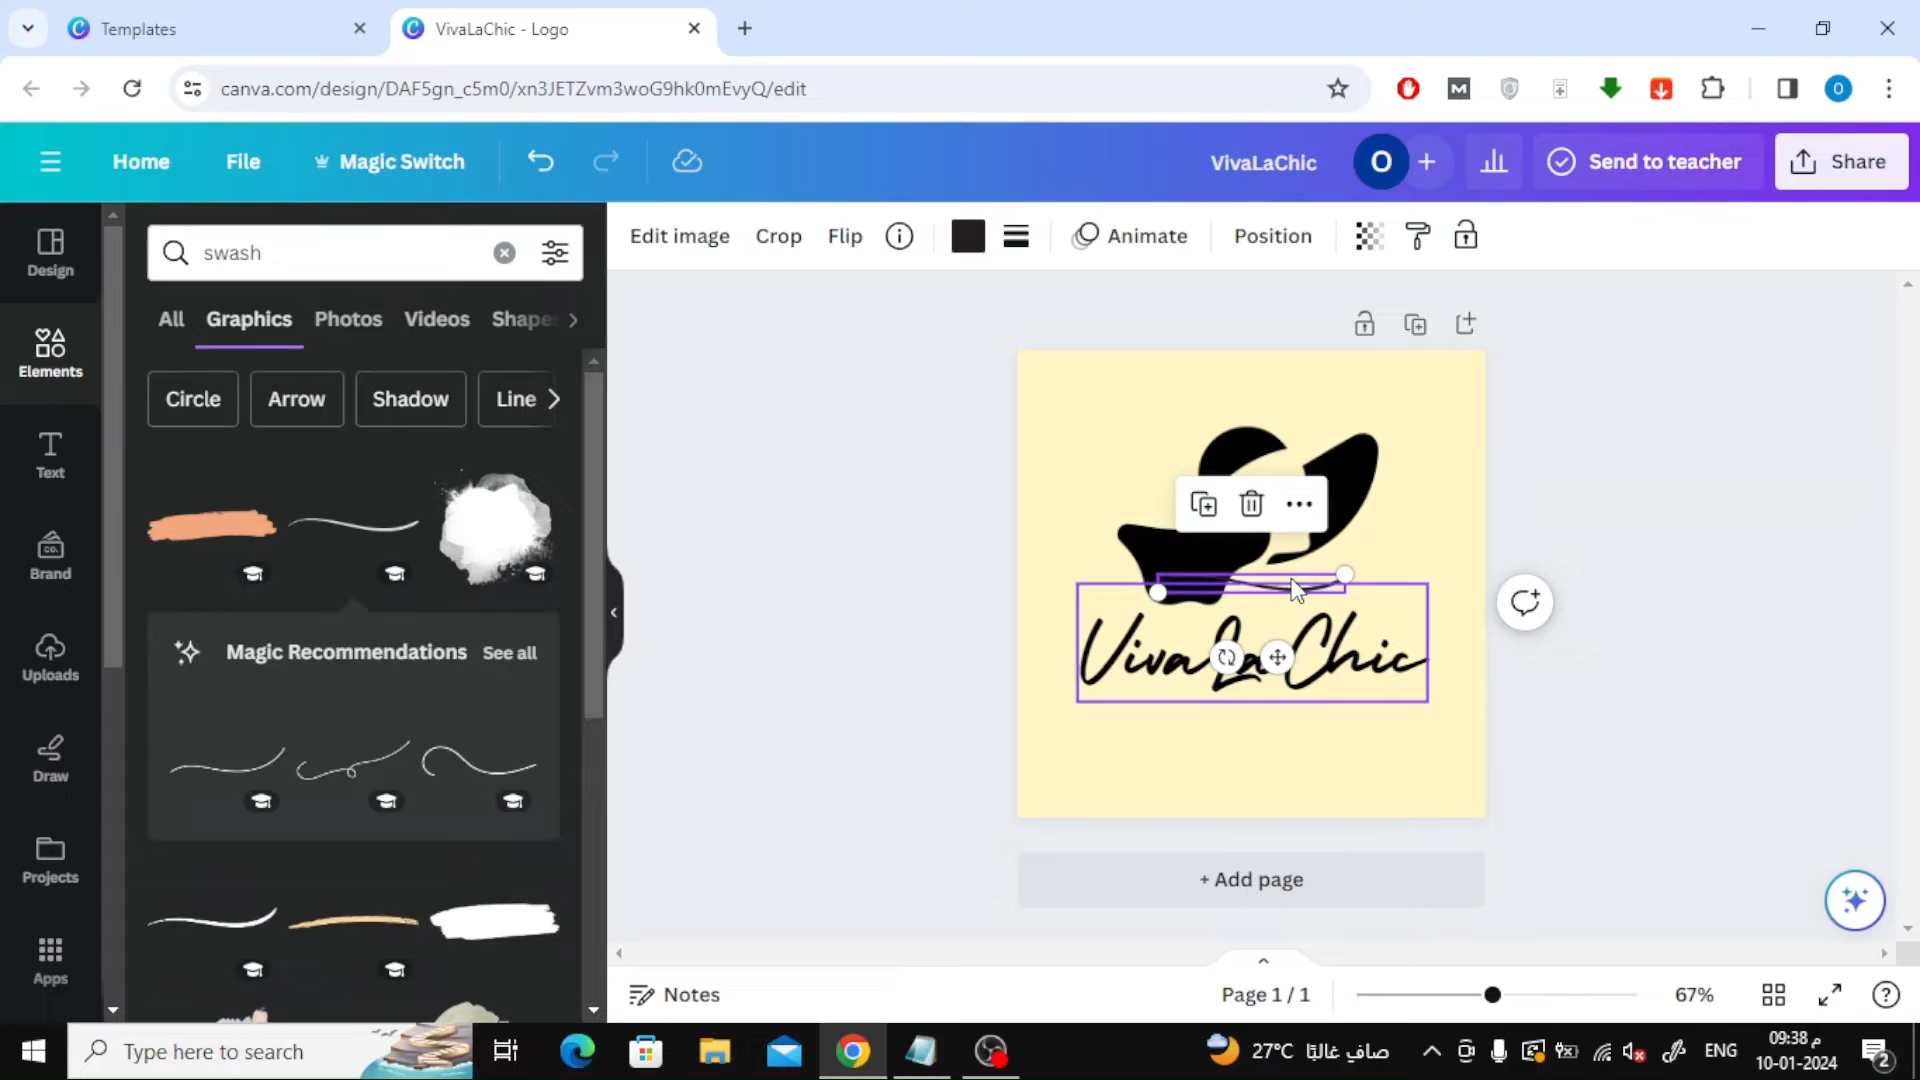 Templates
VivaLaChic - Logo
canva.com/design/DAF5gn_c5m0/xn3JETZvm3woG9hk0mEvyQ/edit
O
Home
File
Magic Switch
VivaLaChic
O
Send to teacher
Share
Design
Elements
Text
Brand
CO.
Uploads
Draw
Projects
Apps
swash
All
Graphics
Photos
Videos
Shape
Circle
Arrow
Shadow
Line
Magic Recommendations
See all
Edit image
Crop
Flip
Animate
Position
VivaLaChic
+ Add page
Notes
Page 1 / 1
67%
Type here to search
27°C
صافٍ غالبًا
ENG
09:38 م
10-01-2024
2